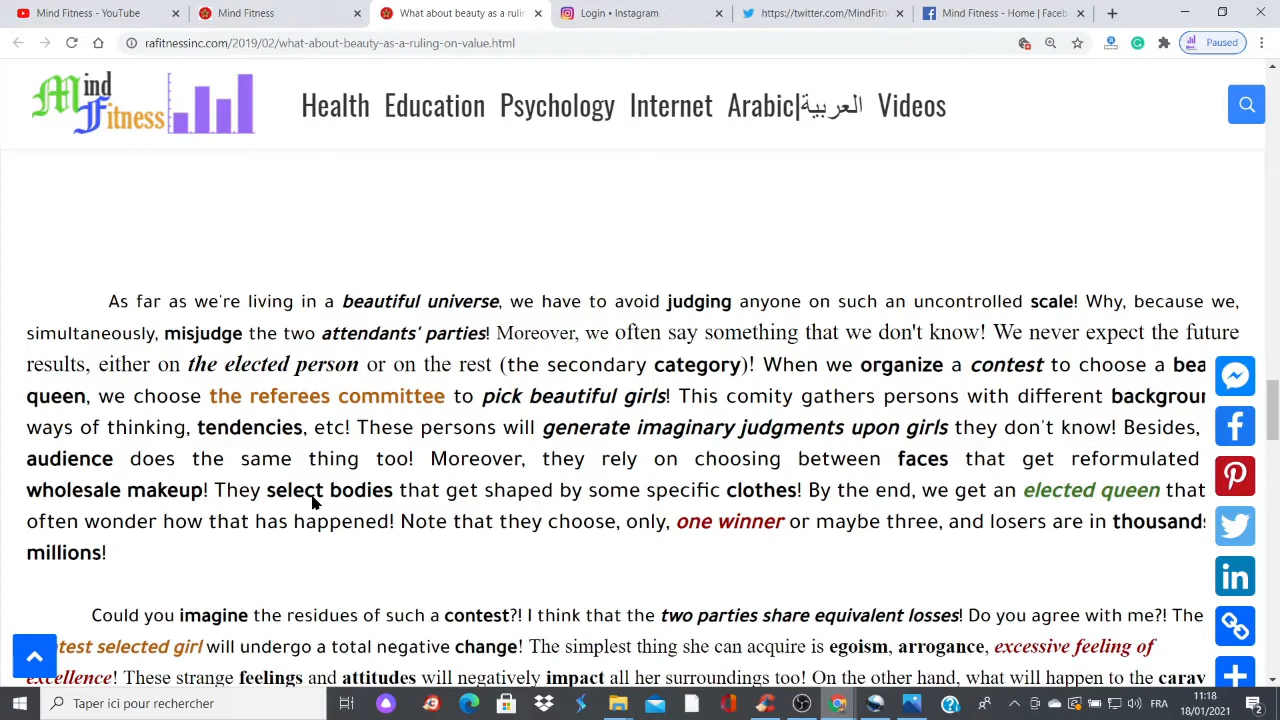 Mind Fitness - YouTube
Mind Fitness
What about beauty as a rulin
Login • Instagram
https://twitter.com/MindFitn
Mind Fitness - Home | Faceb
rafitnessinc.com/2019/02/what-about-beauty-as-a-ruling-on-value.html
Paused
Mind Fitness
Health Education Psychology Internet Arabic|العربية Videos
As far as we're living in a beautiful universe, we have to avoid judging anyone on such an uncontrolled scale! Why, because we,
simultaneously, misjudge the two attendants' parties! Moreover, we often say something that we don't know! We never expect the future
results, either on the elected person or on the rest (the secondary category)! When we organize a contest to choose a bea
queen, we choose the referees committee to pick beautiful girls! This comity gathers persons with different backgrour
ways of thinking, tendencies, etc! These persons will generate imaginary judgments upon girls they don't know! Besides,
audience does the same thing too! Moreover, they rely on choosing between faces that get reformulated
wholesale makeup! They select bodies that get shaped by some specific clothes! By the end, we get an elected queen that
often wonder how that has happened! Note that they choose, only, one winner or maybe three, and losers are in thousands
millions!
Could you imagine the residues of such a contest?! I think that the two parties share equivalent losses! Do you agree with me?! The
test selected girl will undergo a total negative change! The simplest thing she can acquire is egoism, arrogance, excessive feeling of
excellence! These strange feelings and attitudes will negatively impact all her surroundings too! On the other hand, what will happen to the carav
Taper ici pour rechercher
FRA
11:18
18/01/2021